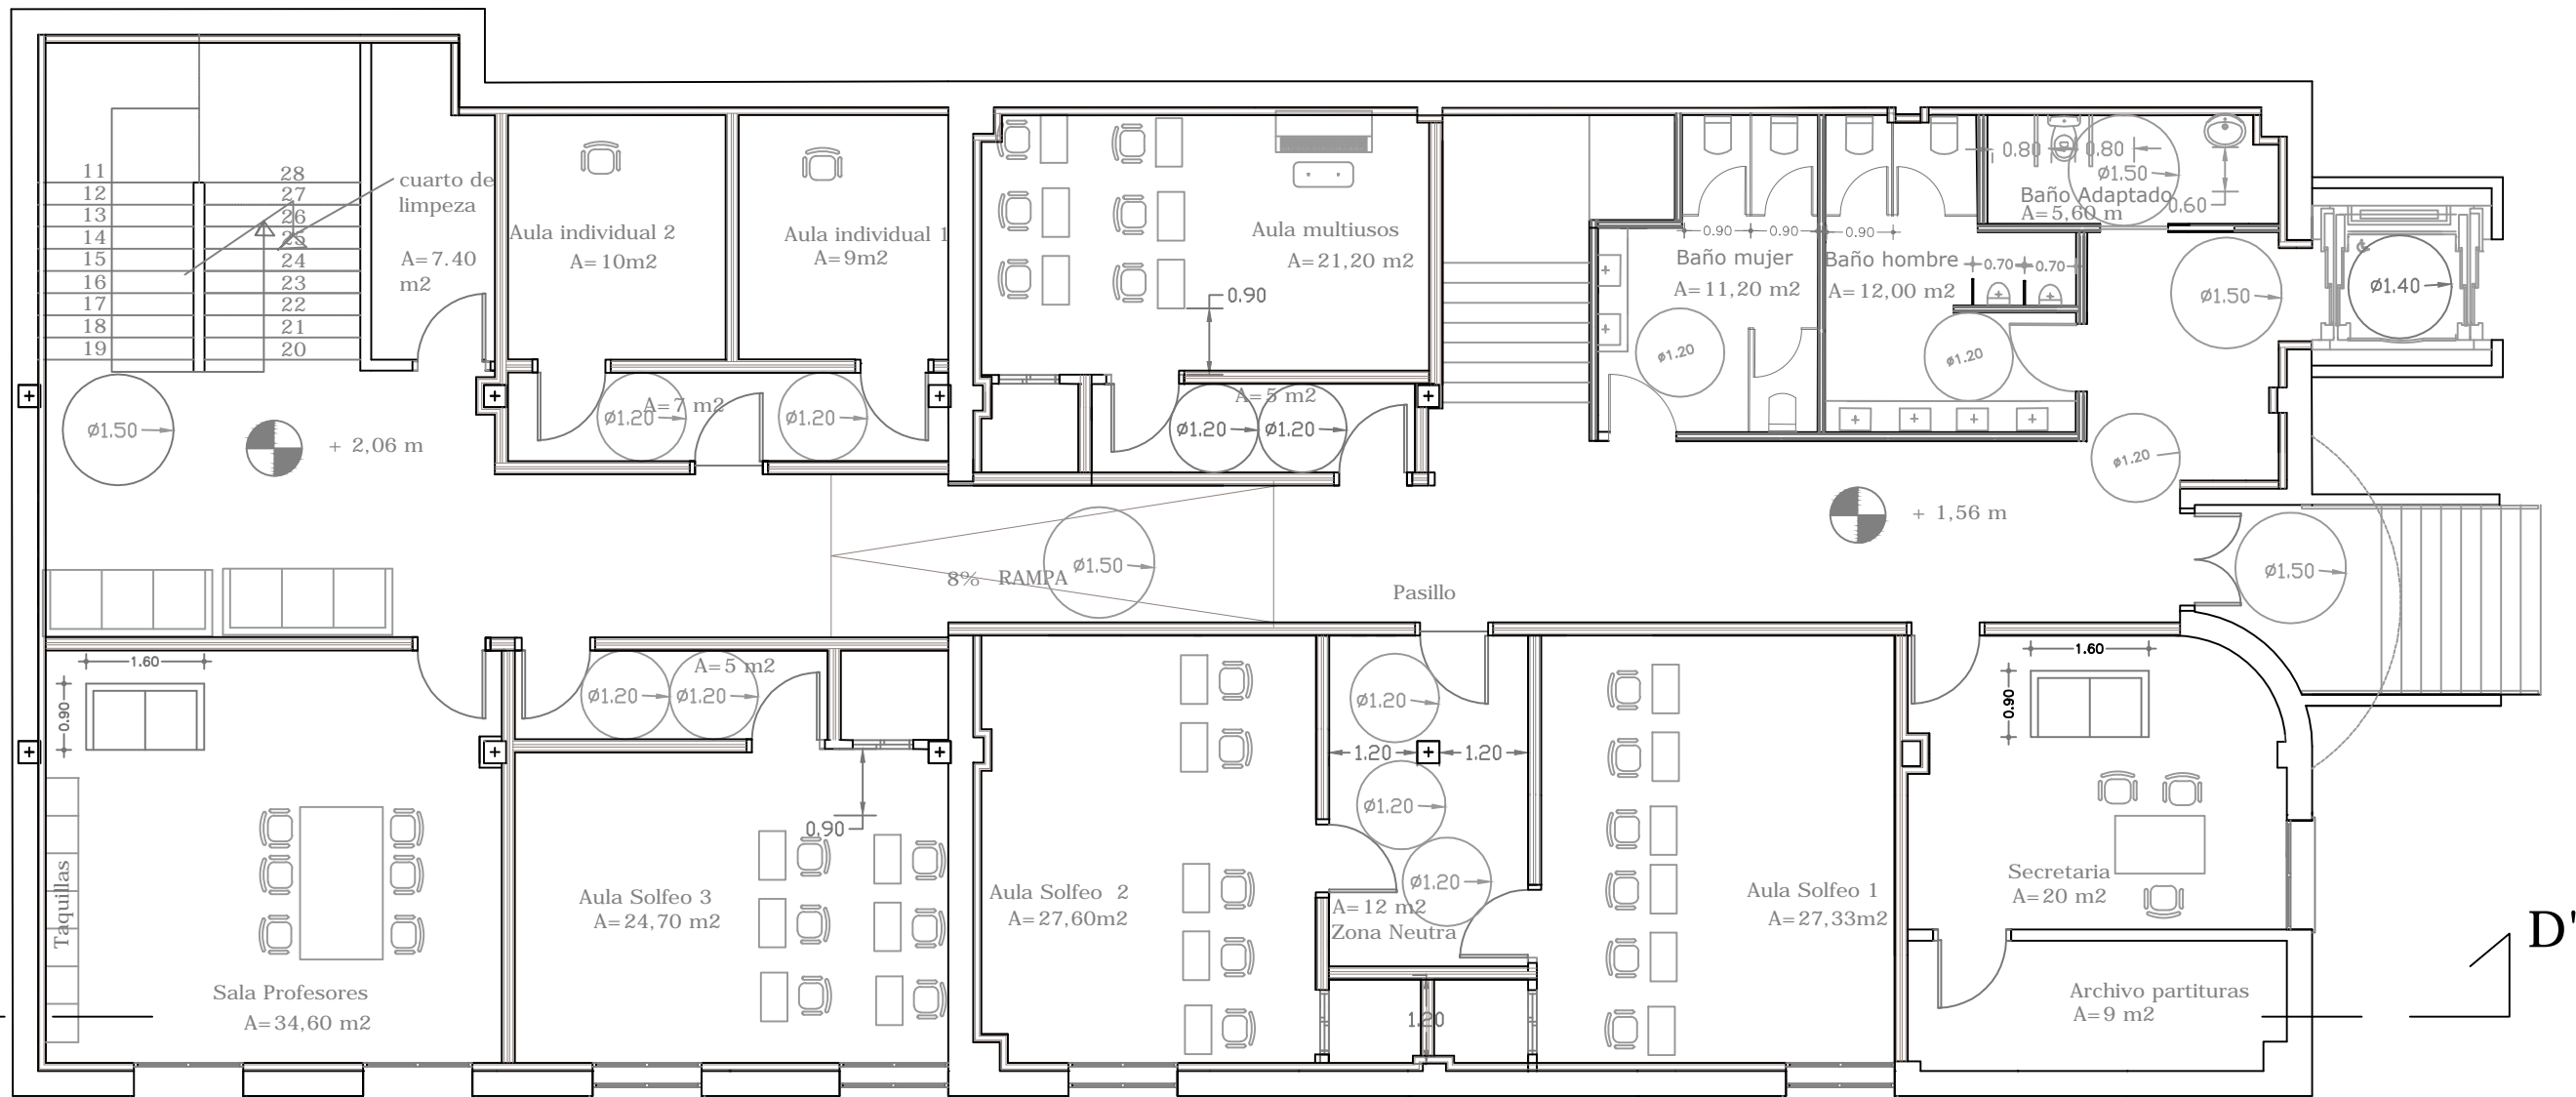 11
12
13
14
15
16
17
18
19
28
27
26
25
24
23
22
21
20
cuarto de
limpeza
A=7.40
m2
Aula individual 2
A=10m2
Aula individual 1
A=9m2
Aula multiusos
A=21,20 m2
0.90
0.90
0.90
0.90
Baño mujer
A=11,20 m2
Baño hombre
A=12,00 m2
0.70
0.70
0.80
0.80
ø1.50
Baño Adaptado
A=5,60 m
0.60
ø1.50
ø1.40
ø1.20
ø1.20
ø1.50
+ 2,06 m
A=7 m2
ø1.20
ø1.20
A=5 m2
ø1.20
ø1.20
ø1.20
+ 1,56 m
8% RAMPA
ø1.50
Pasillo
ø1.50
1.60
0.90
Taquillas
Sala Profesores
A=34,60 m2
A=5 m2
ø1.20
ø1.20
0.90
Aula Solfeo 3
A=24,70 m2
Aula Solfeo 2
A=27,60m2
ø1.20
1.20
1.20
ø1.20
ø1.20
A=12 m2
Zona Neutra
1.20
Aula Solfeo 1
A=27,33m2
1.60
0.90
Secretaria
A=20 m2
Archivo partituras
A=9 m2
D'